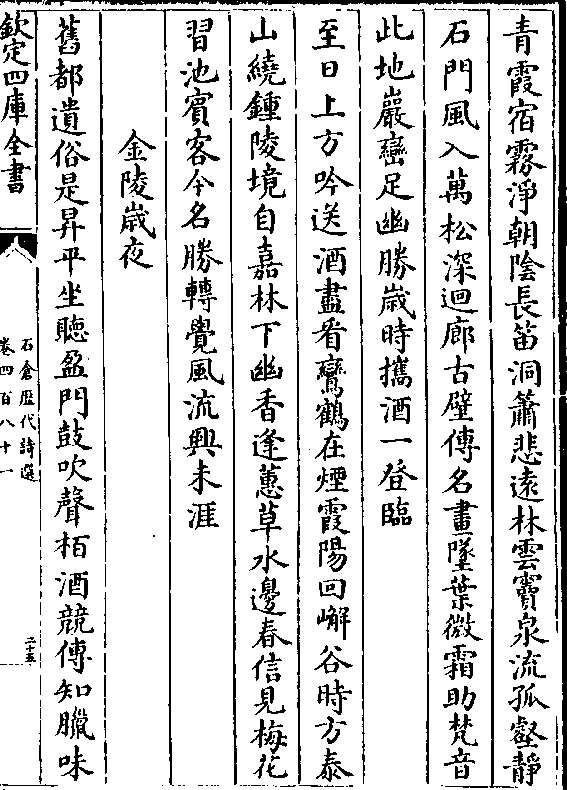 青霞宿霧淨朝陰長笛洞簫悲遠林雲竇泉流孤壑靜
石門風入萬松深迴廊古壁傳名畫墜葉微霜助梵音
此地巖巒足幽勝歲時攜酒一登臨
至日上方吟送酒盡看鸞鶴在煙霞陽回嶰谷時方泰
山繞鍾陵境自嘉林下幽香逢蕙草水邊春信見梅花
習池賓客今名勝轉覺風流興未涯
金陵歲夜
舊都遺俗是昇平坐聽盈門鼓吹聲栢酒競傳知臘味
欽定四庫全書
石倉歷代詩選
卷四百八十一
二十五